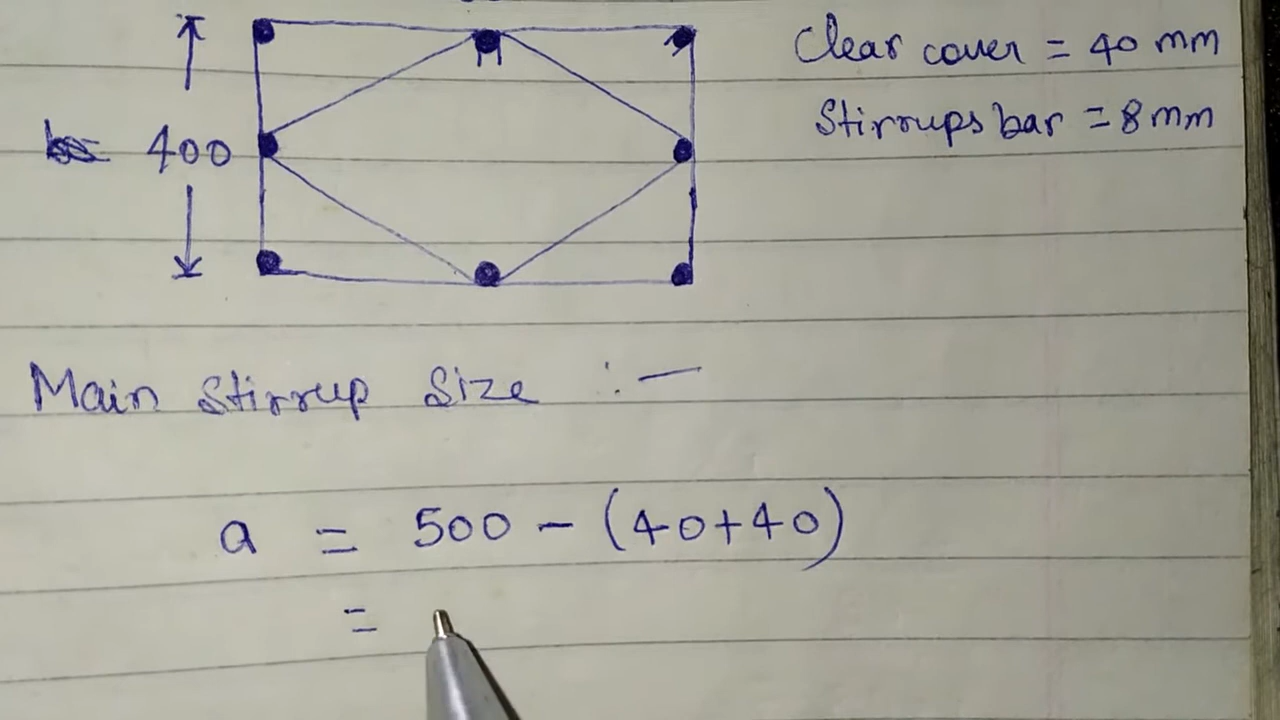 Clear cover = 40 mm
Stirrups bar = 8 mm
400
Main Stirrup Size :-
a = 500 - (40+40)
=